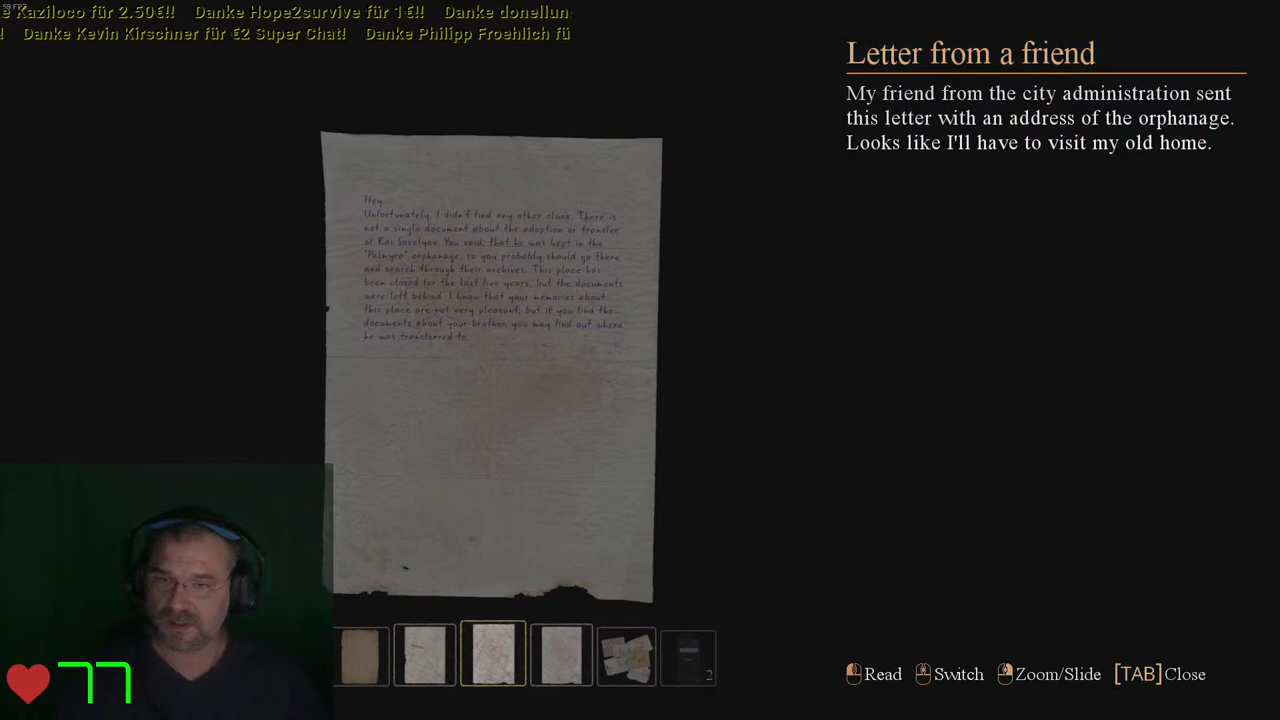 59 FPS
e Kaziloco für 2.50€!! Danke Hope2survive für 1€!! Danke donellun
! Danke Kevin Kirschner für €2 Super Chat! Danke Philipp Froehlich fü
Letter from a friend
My friend from the city administration sent
this letter with an address of the orphanage.
Looks like I'll have to visit my old home.
Hey.
Unfortunately, I didn't find any other clues. There is
not a single document about the adoption or transfer
of Kai Savelyev. You said, that he was kept in the
"Palmyra" orphanage, so you probably should go there
and search through their archives. This place has
been closed for the last five years, but the documents
were left behind. I know that your memories about
this place are not very pleasant, but if you find the
documents about your brother, you may find out where
he was transferred to.
2
77
Read Switch Zoom/Slide [TAB] Close